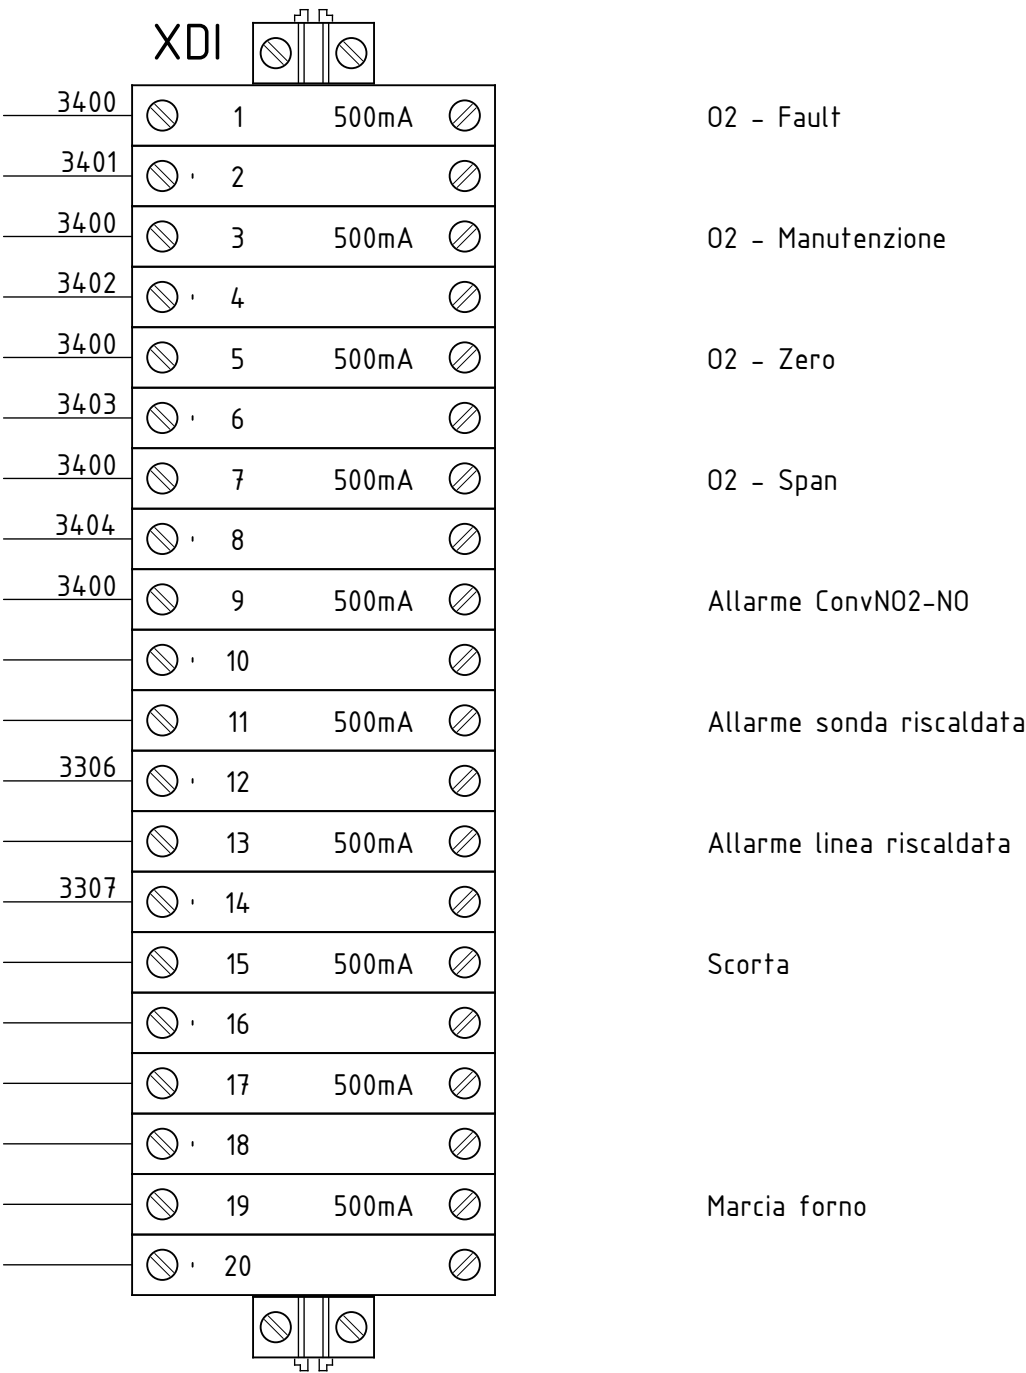 XDI
3400 1 500mA O2 - Fault
3401 2
3400 3 500mA O2 - Manutenzione
3402 4
3400 5 500mA O2 - Zero
3403 6
3400 7 500mA O2 - Span
3404 8
3400 9 500mA Allarme ConvNO2-NO
10
11 500mA Allarme sonda riscaldata
3306 12
13 500mA Allarme linea riscaldata
3307 14
15 500mA Scorta
16
17 500mA
18
19 500mA Marcia forno
20